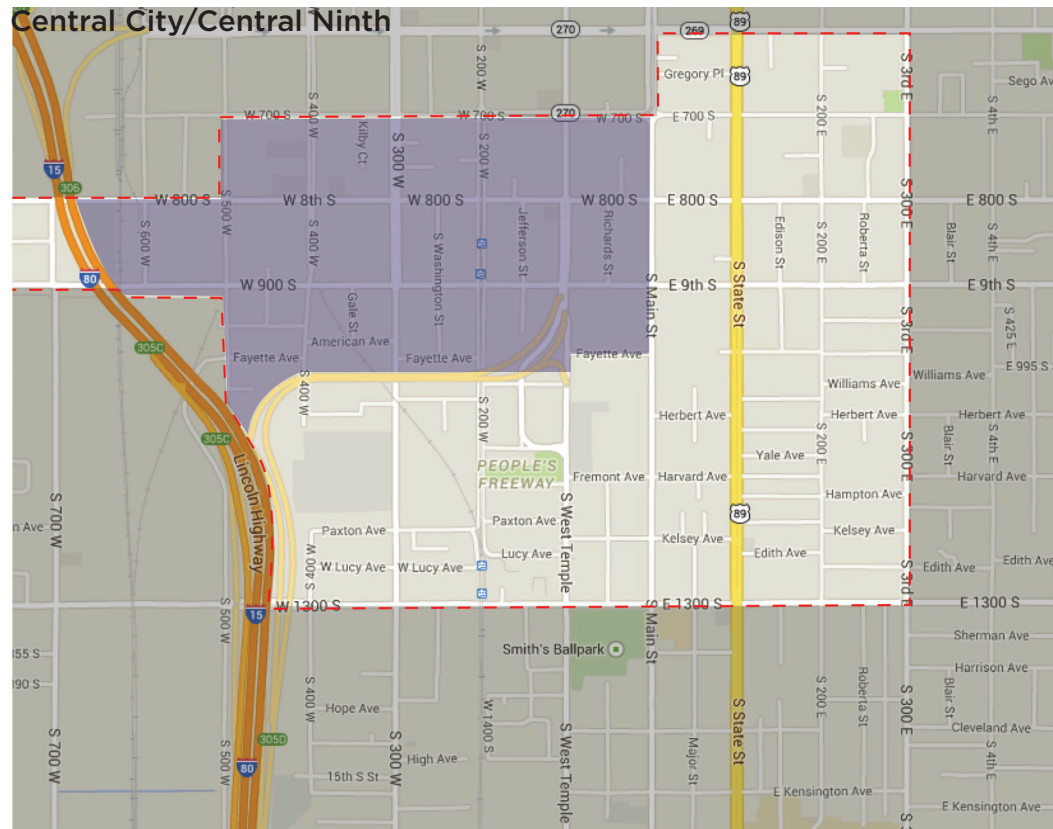 Central City/Central Ninth
270
269
89
S 3rd E
S 200 W
Gregory Pl
89
Sego Av
S 400 W
S 200 E
S 4th E
W 700 S
Kilby Ct
W 700 S
270
W 700 S
E 700 S
S 300 W
S 200 W
15
306
W 800 S
S 500 W
W 8th S
W 800 S
W 800 S
E 800 S
S 300 E
E 800 S
S 600 W
S 400 W
S Washington St
Jefferson St
Richards St
Edison St
S 200 E
Roberta St
Blair St
S 4th E
80
W 900 S
S Main St
E 9th S
S State St
E 9th S
Gale St
American Ave
S 3rd E
S 425 E
305C
Fayette Ave
Fayette Ave
Fayette Ave
E 995 S
S 400 W
Williams Ave
Williams Ave
S 200 W
Herbert Ave
Herbert Ave
Herbert Ave
305C
S 200 E
S 300 E
Blair St
S 4th E
Yale Ave
PEOPLE'S
FREEWAY
Lincoln Highway
Fremont Ave
Harvard Ave
Harvard Ave
Hampton Ave
S 700 W
S West Temple
89
n Ave
Paxton Ave
Paxton Ave
Kelsey Ave
Kelsey Ave
Lucy Ave
Edith Ave
Edith Ave
Edith Ave
S 400 W
W Lucy Ave
W Lucy Ave
S 3rd E
W 1300 S
E 1300 S
E 1300 S
15
S 500 W
S Main St
Sherman Ave
Smith's Ballpark
355 S
Harrison Ave
390 S
S 400 W
Roberta St
Blair St
S 200 E
S 300 E
Hope Ave
W 1400 S
Cleveland Ave
S 700 W
S 500 W
305D
S 300 W
S West Temple
Major St
S State St
S 4th E
High Ave
80
15th S St
E Kensington Ave
E Kensington Ave